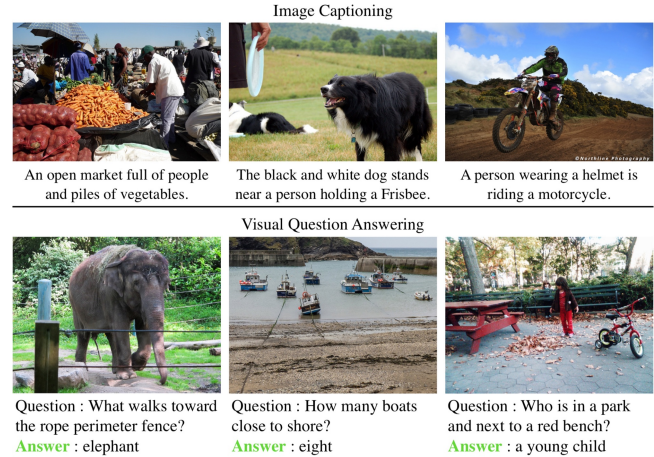 Image Captioning
©Northline Photography
An open market full of people
and piles of vegetables.
The black and white dog stands
near a person holding a Frisbee.
A person wearing a helmet is
riding a motorcycle.
Visual Question Answering
Question : What walks toward
the rope perimeter fence?
Answer : elephant
Question : How many boats
close to shore?
Answer : eight
Question : Who is in a park
and next to a red bench?
Answer : a young child